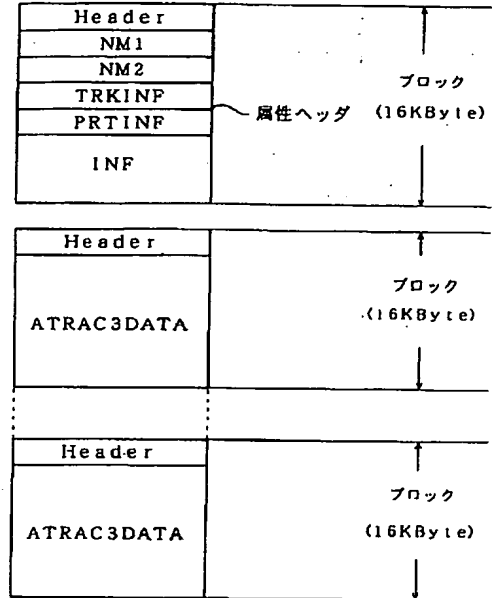 Header
NM1
NM2
TRKINF
PRTINF
INF
属性ヘッダ
ブロック
(16KByte)
Header
ATRAC3DATA
ブロック
(16KByte)
Header
ATRAC3DATA
ブロック
(16KByte)